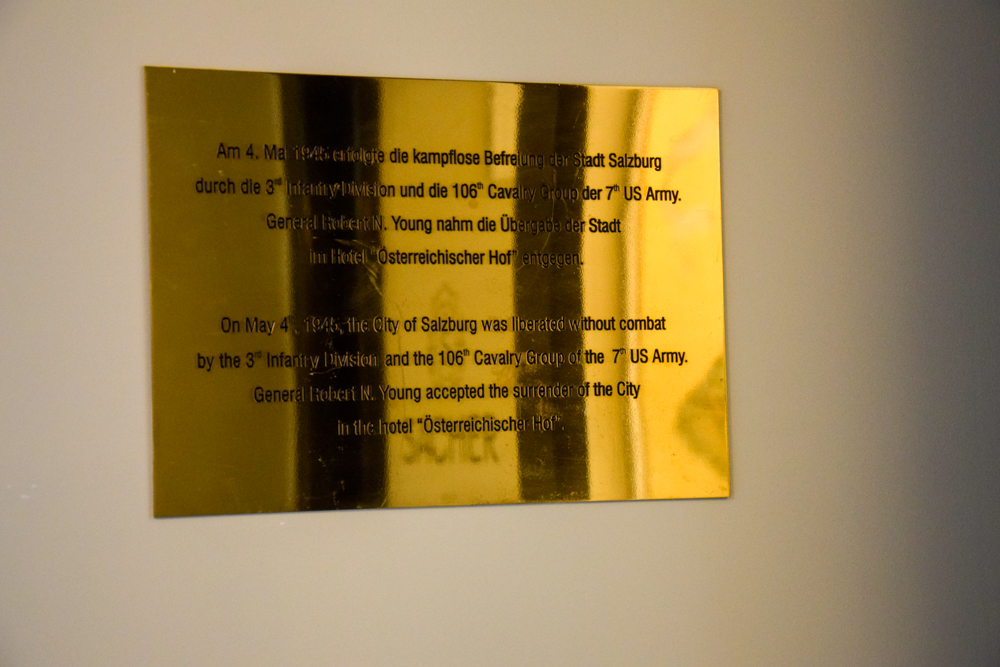 Am 4. Mai 1945 erfolgte die kampflose Befreiung der Stadt Salzburg
durch die 3rd Infantry Division und die 106th Cavalry Group der 7th US Army.
General Robert N. Young nahm die Übergabe der Stadt
im Hotel "Österreichischer Hof" entgegen.
On May 4th, 1945, the City of Salzburg was liberated without combat
by the 3rd Infantry Division and the 106th Cavalry Group of the 7th US Army.
General Robert N. Young accepted the surrender of the City
in the hotel "Österreichischer Hof".